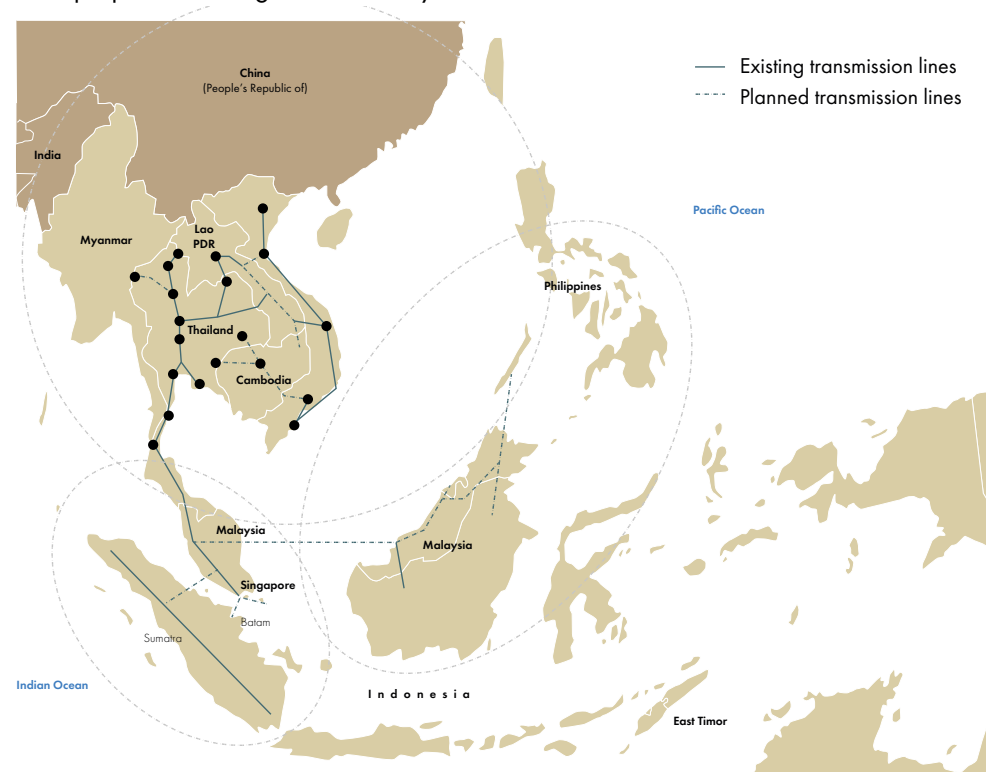 China
(People's Republic of)
Existing transmission lines
Planned transmission lines
India
Pacific Ocean
Myanmar
Lao
PDR
Philippines
Thailand
Cambodia
Malaysia
Malaysia
Singapore
Batam
Sumatra
Indian Ocean
Indonesia
East Timor